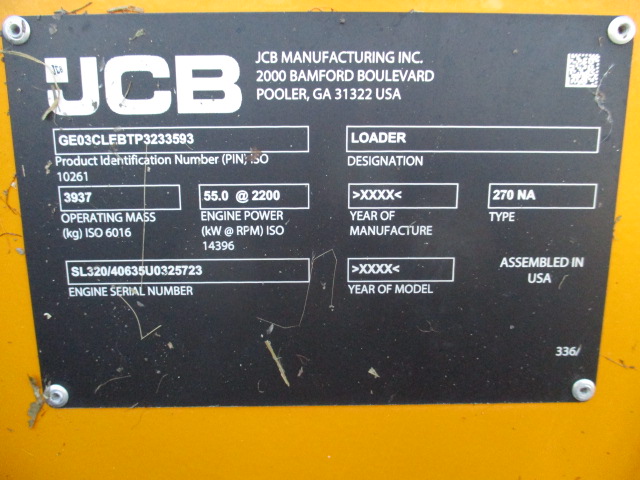 JCB
JCB MANUFACTURING INC.
2000 BAMFORD BOULEVARD
POOLER, GA 31322 USA
GE03CLFBTP3233593
LOADER
Product Identification Number (PIN) ISO
10261
DESIGNATION
3937
55.0 @ 2200
>XXXX<
270 NA
OPERATING MASS
(kg) ISO 6016
ENGINE POWER
(kW @ RPM) ISO
14396
YEAR OF
MANUFACTURE
TYPE
SL320/40635U0325723
>XXXX<
ASSEMBLED IN
USA
ENGINE SERIAL NUMBER
YEAR OF MODEL
336/